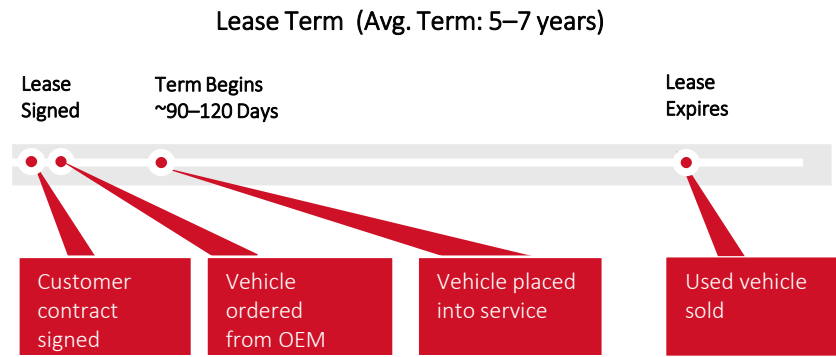 Lease Term  (Avg. Term: 5–7 years)
Lease
Signed
Term Begins
~90–120 Days
Lease
Expires
Customer
contract
signed
Vehicle
ordered
from OEM
Vehicle placed
into service
Used vehicle
sold